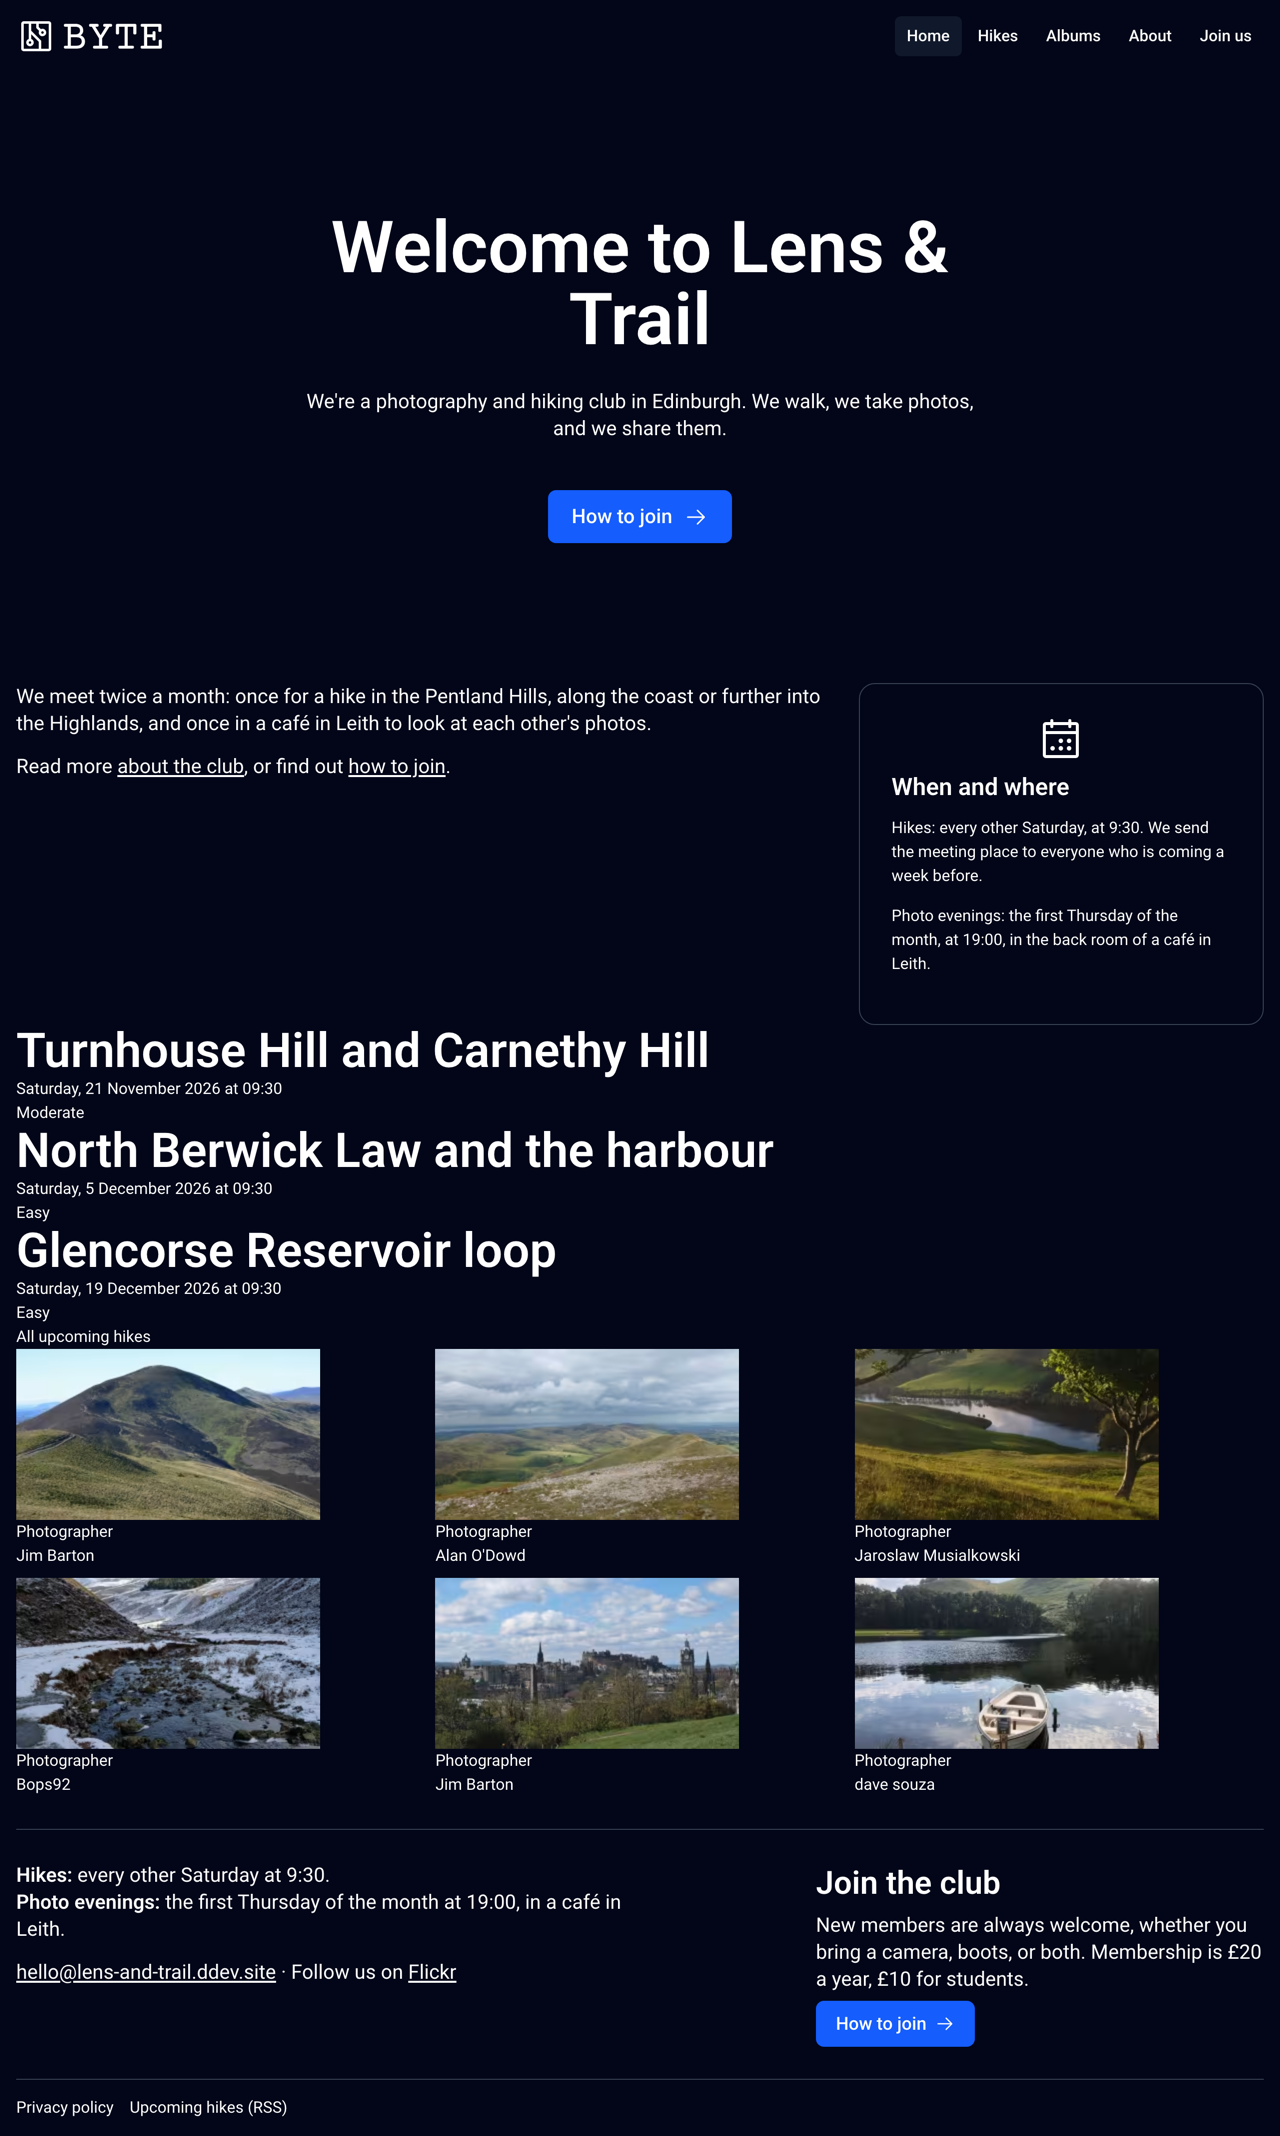 BYTE
Home
Hikes
Albums
About
Join us
Welcome to Lens &
Trail
We're a photography and hiking club in Edinburgh. We walk, we take photos,
and we share them.
How to join
We meet twice a month: once for a hike in the Pentland Hills, along the coast or further into
the Highlands, and once in a café in Leith to look at each other's photos.
Read more about the club, or find out how to join.
When and where
Hikes: every other Saturday, at 9:30. We send
the meeting place to everyone who is coming a
week before.
Photo evenings: the first Thursday of the
month, at 19:00, in the back room of a café in
Leith.
Turnhouse Hill and Carnethy Hill
Saturday, 21 November 2026 at 09:30
Moderate
North Berwick Law and the harbour
Saturday, 5 December 2026 at 09:30
Easy
Glencorse Reservoir loop
Saturday, 19 December 2026 at 09:30
Easy
All upcoming hikes
Photographer
Jim Barton
Photographer
Alan O'Dowd
Photographer
Jaroslaw Musialkowski
Photographer
Bops92
Photographer
Jim Barton
Photographer
dave souza
Hikes: every other Saturday at 9:30.
Photo evenings: the first Thursday of the month at 19:00, in a café in
Leith.
hello@lens-and-trail.ddev.site · Follow us on Flickr
Join the club
New members are always welcome, whether you
bring a camera, boots, or both. Membership is £20
a year, £10 for students.
How to join
Privacy policy
Upcoming hikes (RSS)